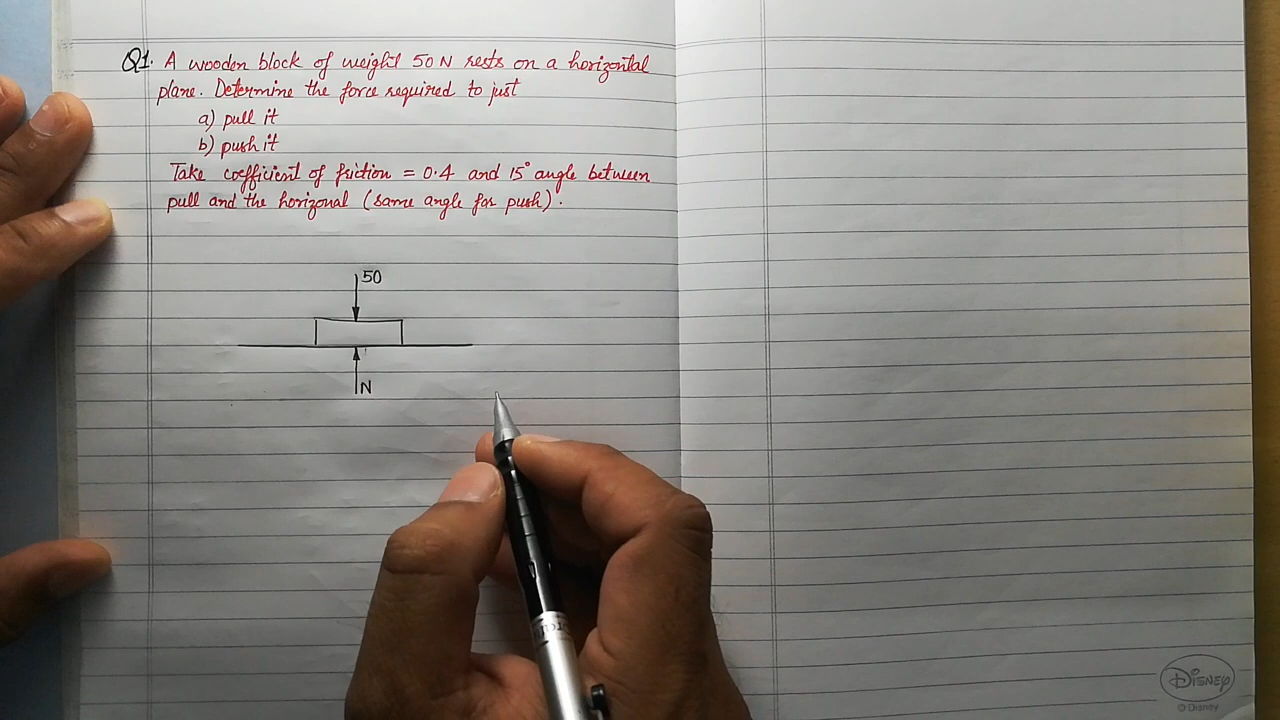 Q1. A wooden block of weight 50 N rests on a horizontal
plane. Determine the force required to just
a) pull it
b) push it
Take coefficient of friction = 0.4 and 15° angle between
pull and the horizonal (same angle for push).
50
N
DISNEY
© Disney